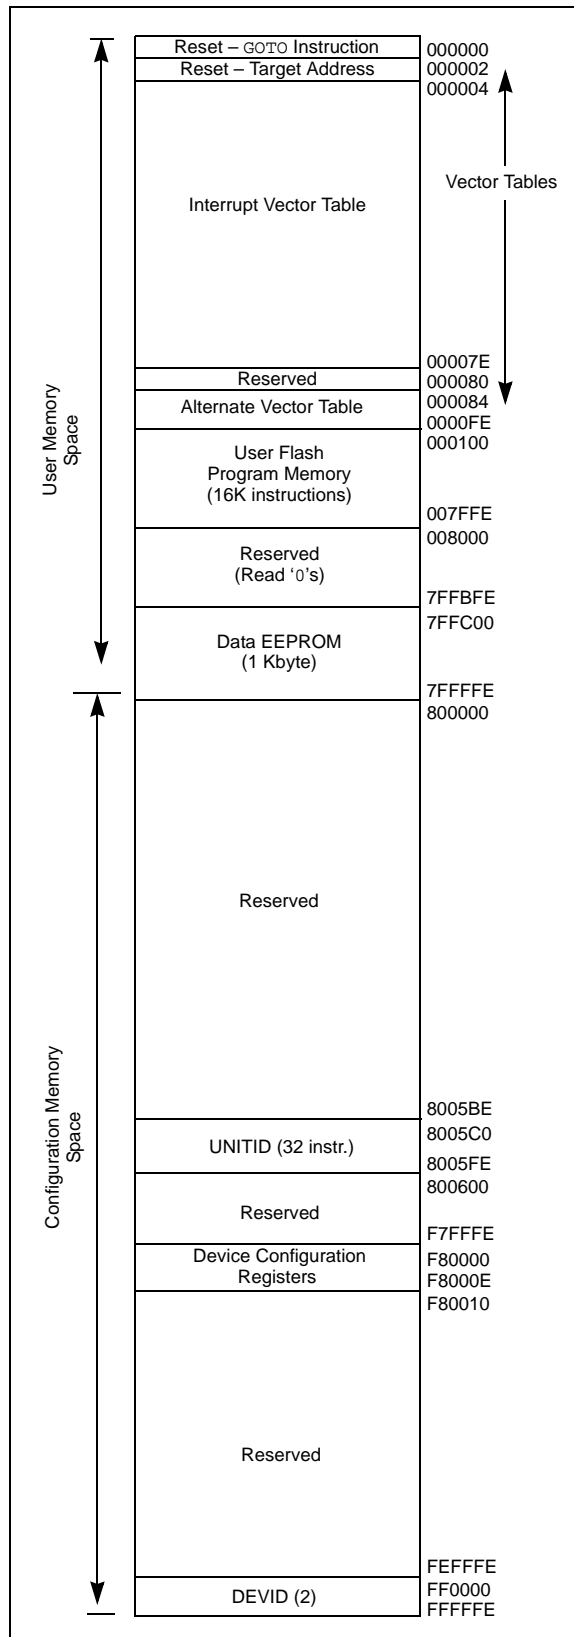 Reset – GOTO Instruction
000000
Reset – Target Address
000002
000004
Vector Tables
Interrupt Vector Table
00007E
Reserved
000080
Alternate Vector Table
000084
0000FE
000100
User Flash
Program Memory
(16K instructions)
007FFE
008000
Reserved
(Read ‘0’s)
7FFBFE
7FFC00
Data EEPROM
(1 Kbyte)
7FFFFE
800000
User Memory
Space
Reserved
8005BE
8005C0
UNITID (32 instr.)
8005FE
800600
Reserved
F7FFFE
Device Configuration
Registers
F80000
F8000E
F80010
Reserved
FEFFFE
FF0000
DEVID (2)
FFFFFE
Configuration Memory
Space